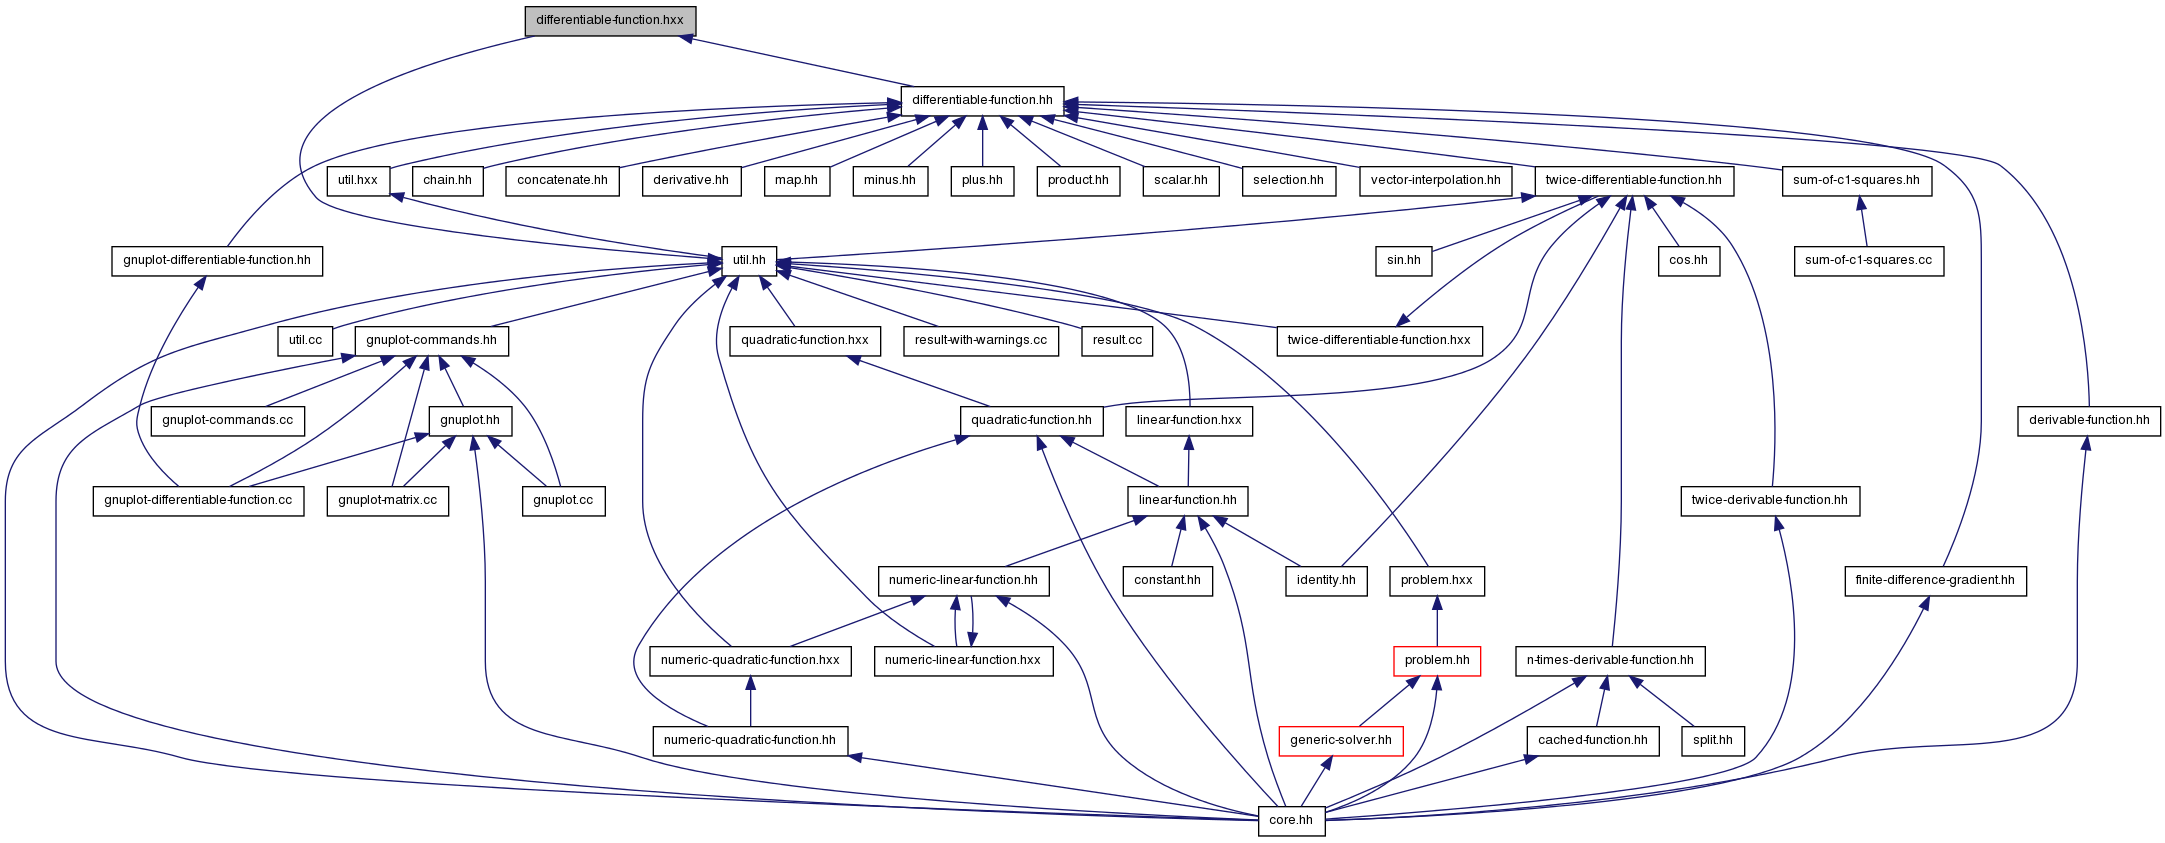 differentiable-function.hxx
differentiable-function.hh
util.hxx
chain.hh
concatenate.hh
derivative.hh
map.hh
minus.hh
plus.hh
product.hh
scalar.hh
selection.hh
vector-interpolation.hh
twice-differentiable-function.hh
sum-of-c1-squares.hh
gnuplot-differentiable-function.hh
util.hh
sin.hh
cos.hh
sum-of-c1-squares.cc
util.cc
gnuplot-commands.hh
quadratic-function.hxx
result-with-warnings.cc
result.cc
twice-differentiable-function.hxx
gnuplot-commands.cc
gnuplot.hh
quadratic-function.hh
linear-function.hxx
derivable-function.hh
gnuplot-differentiable-function.cc
gnuplot-matrix.cc
gnuplot.cc
linear-function.hh
twice-derivable-function.hh
numeric-linear-function.hh
constant.hh
identity.hh
problem.hxx
finite-difference-gradient.hh
numeric-quadratic-function.hxx
numeric-linear-function.hxx
problem.hh
n-times-derivable-function.hh
numeric-quadratic-function.hh
generic-solver.hh
cached-function.hh
split.hh
core.hh